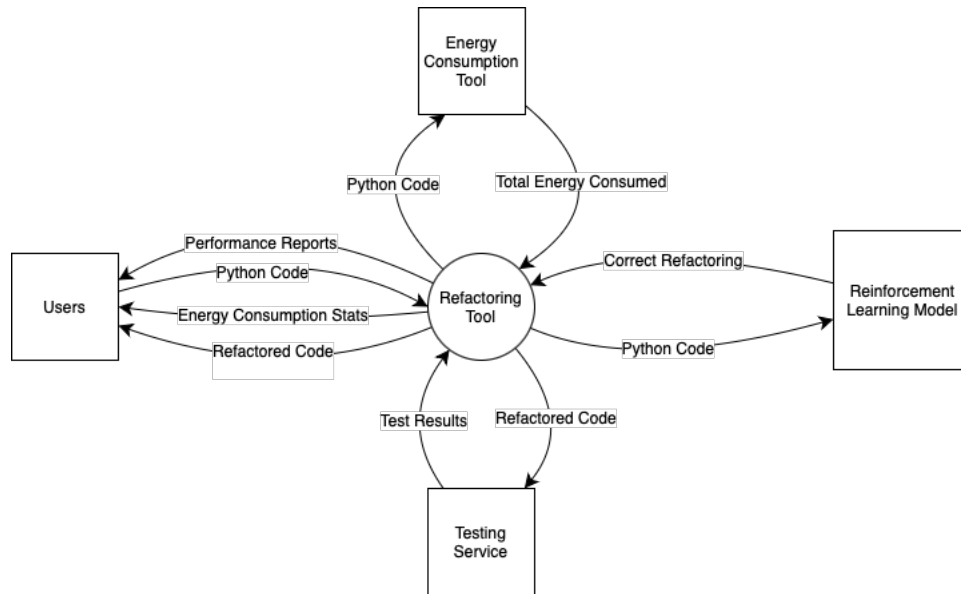 Energy
Consumption
Tool
Python Code
Total Energy Consumed
Performance Reports
Python Code
Energy Consumption Stats
Refactored Code
Users
Refactoring
Tool
Correct Refactoring
Python Code
Reinforcement
Learning Model
Test Results
Refactored Code
Testing
Service